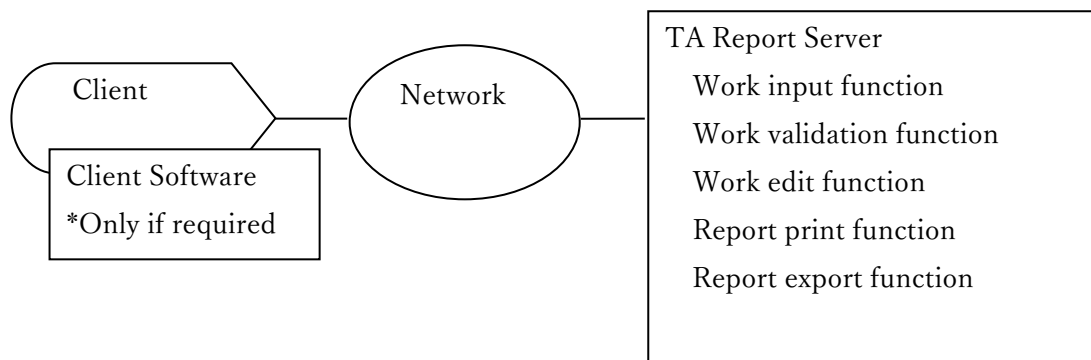 Client
Client Software
*Only if required
Network
TA Report Server
Work input function
Work validation function
Work edit function
Report print function
Report export function